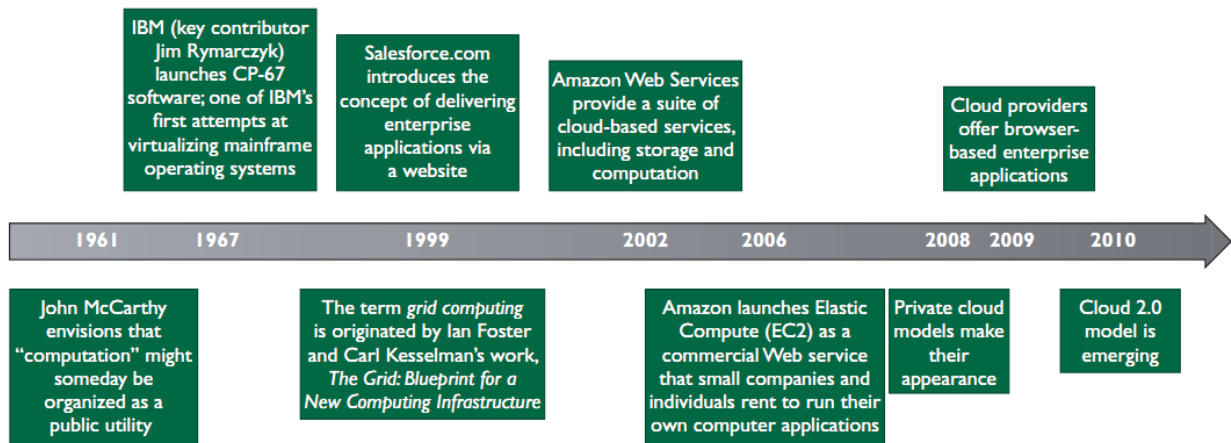 IBM (key contributor
Jim Rymarczyk)
launches CP-67
software; one of IBM's
first attempts at
virtualizing mainframe
operating systems
Salesforce.com
introduces the
concept of delivering
enterprise
applications via
a website
Amazon Web Services
provide a suite of
cloud-based services,
including storage and
computation
Cloud providers
offer browser-
based enterprise
applications
1961 1967 1999 2002 2006 2008 2009 2010
John McCarthy
envisions that
“computation” might
someday be
organized as a
public utility
The term grid computing
is originated by Ian Foster
and Carl Kesselman's work,
The Grid: Blueprint for a
New Computing Infrastructure
Amazon launches Elastic
Compute (EC2) as a
commercial Web service
that small companies and
individuals rent to run their
own computer applications
Private cloud
models make
their
appearance
Cloud 2.0
model is
emerging